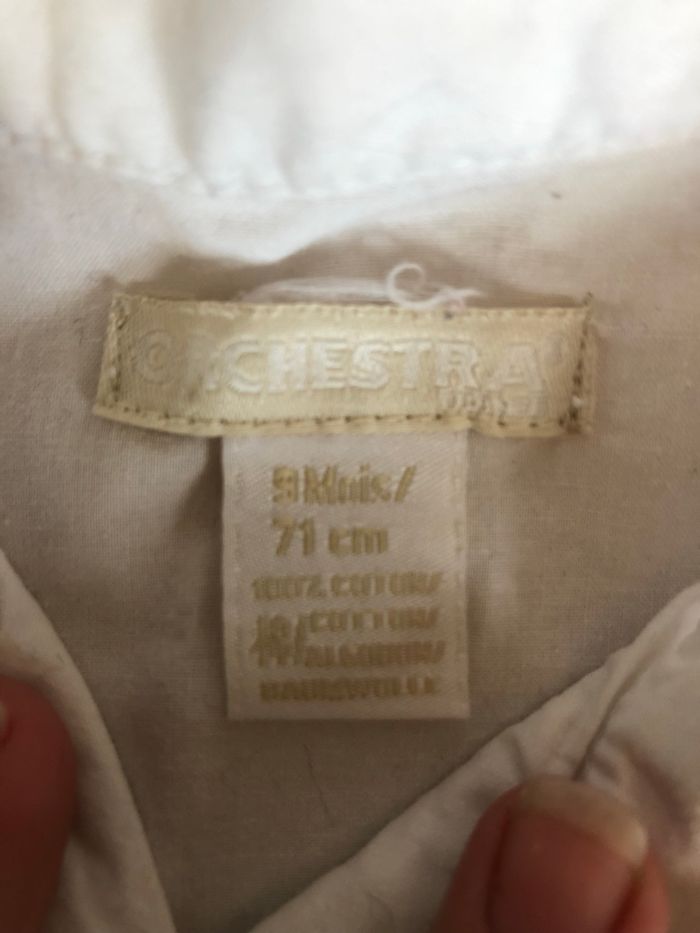 ORCHESTRA
9 Mois/
71 cm
100% COTON/
COTTON/
ALGODON/
BAUMWOLLE